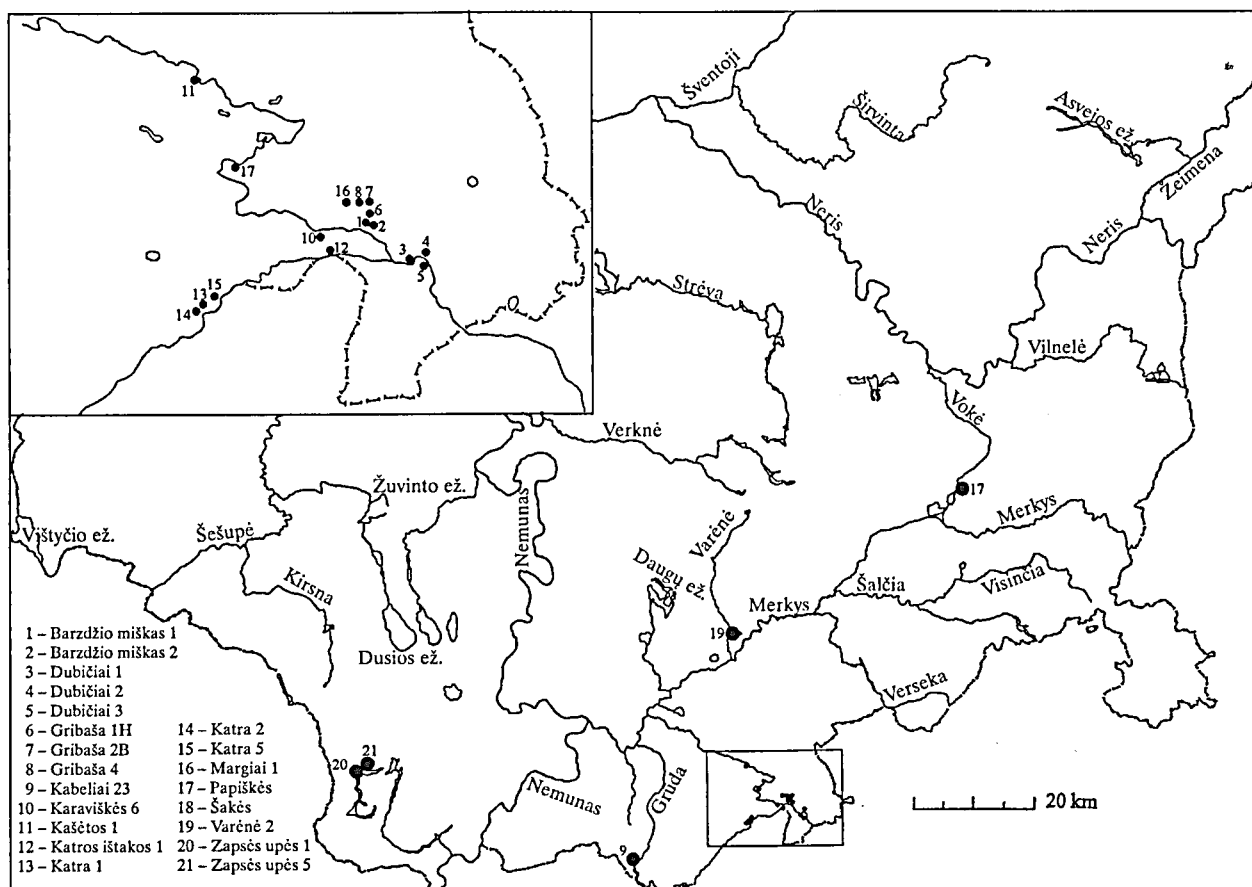 11
17
16 8 7
6
1 2
10
12
3 4
5
15
13
14
Šventoji
Širvinta
Asvejos ež.
Žeimena
Neris
Neris
Strėva
Vilnelė
Vokė
Verknė
17
Merkys
Nemunas
Žuvinto ež.
Vištyčio ež.
Šešupė
Kirsna
Dusios ež.
Varėnė
Daugų ež.
Merkys
Šalčia
Visinčia
19
Verseka
20
21
Nemunas
Grūda
9
20 km
1 – Barzdžio miškas 1
2 – Barzdžio miškas 2
3 – Dubičiai 1
4 – Dubičiai 2
5 – Dubičiai 3
6 – Gribaša 1H
7 – Gribaša 2B
8 – Gribaša 4
9 – Kabeliai 23
10 – Karaviškės 6
11 – Kašėtos 1
12 – Katros ištakos 1
13 – Katra 1
14 – Katra 2
15 – Katra 5
16 – Margiai 1
17 – Papiškės
18 – Šakės
19 – Varėnė 2
20 – Zapsės upės 1
21 – Zapsės upės 5